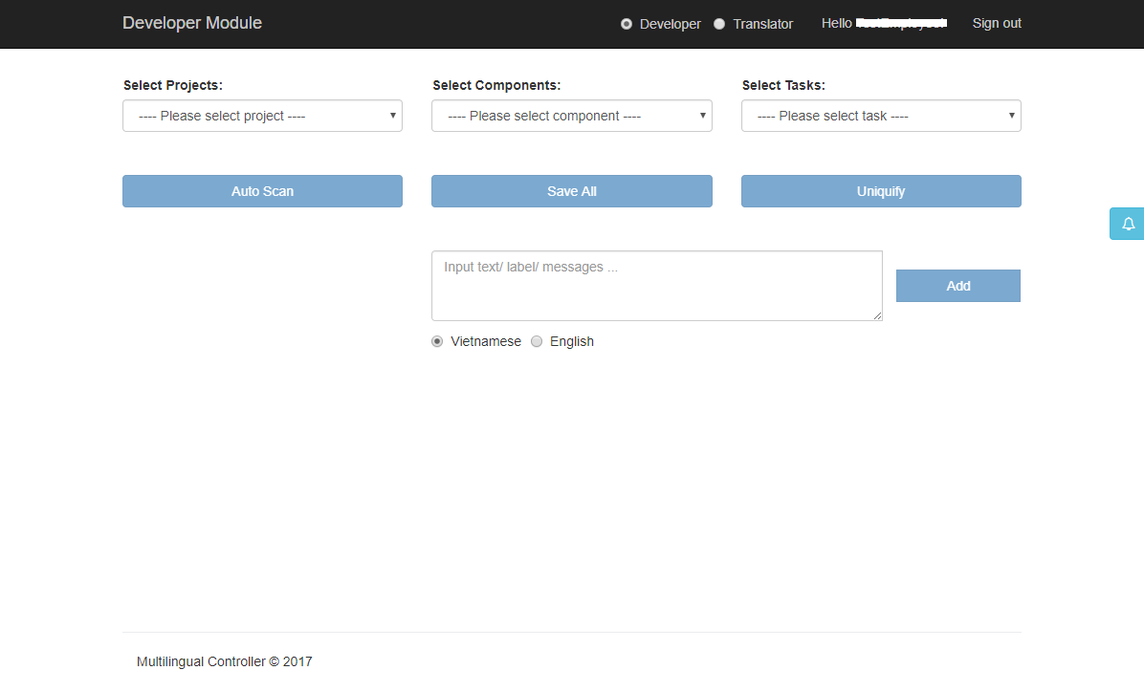 Developer Module
Developer Translator Hello Sign out
Select Projects: Select Components: Select Tasks:
---- Please select project ---- ---- Please select component ---- ---- Please select task ----
Auto Scan Save All Uniquify
Input text/ label/ messages ...
Add
Vietnamese English
Multilingual Controller © 2017